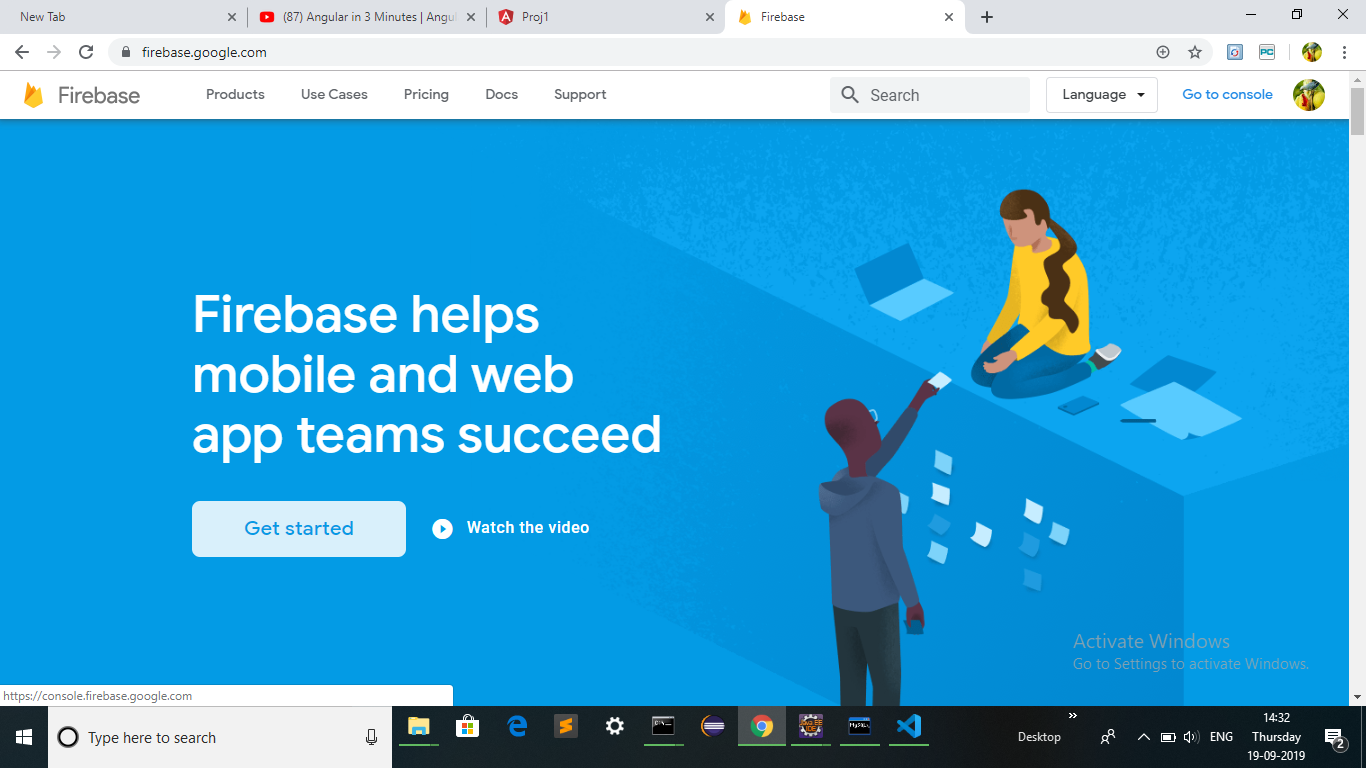 New Tab
(87) Angular in 3 Minutes | Angul
Proj1
Firebase
firebase.google.com
PC
Firebase
Products
Use Cases
Pricing
Docs
Support
Search
Language
Go to console
Firebase helps
mobile and web
app teams succeed
Get started
Watch the video
Activate Windows
Go to Settings to activate Windows.
https://console.firebase.google.com
Type here to search
Desktop
ENG
14:32
Thursday
19-09-2019
2